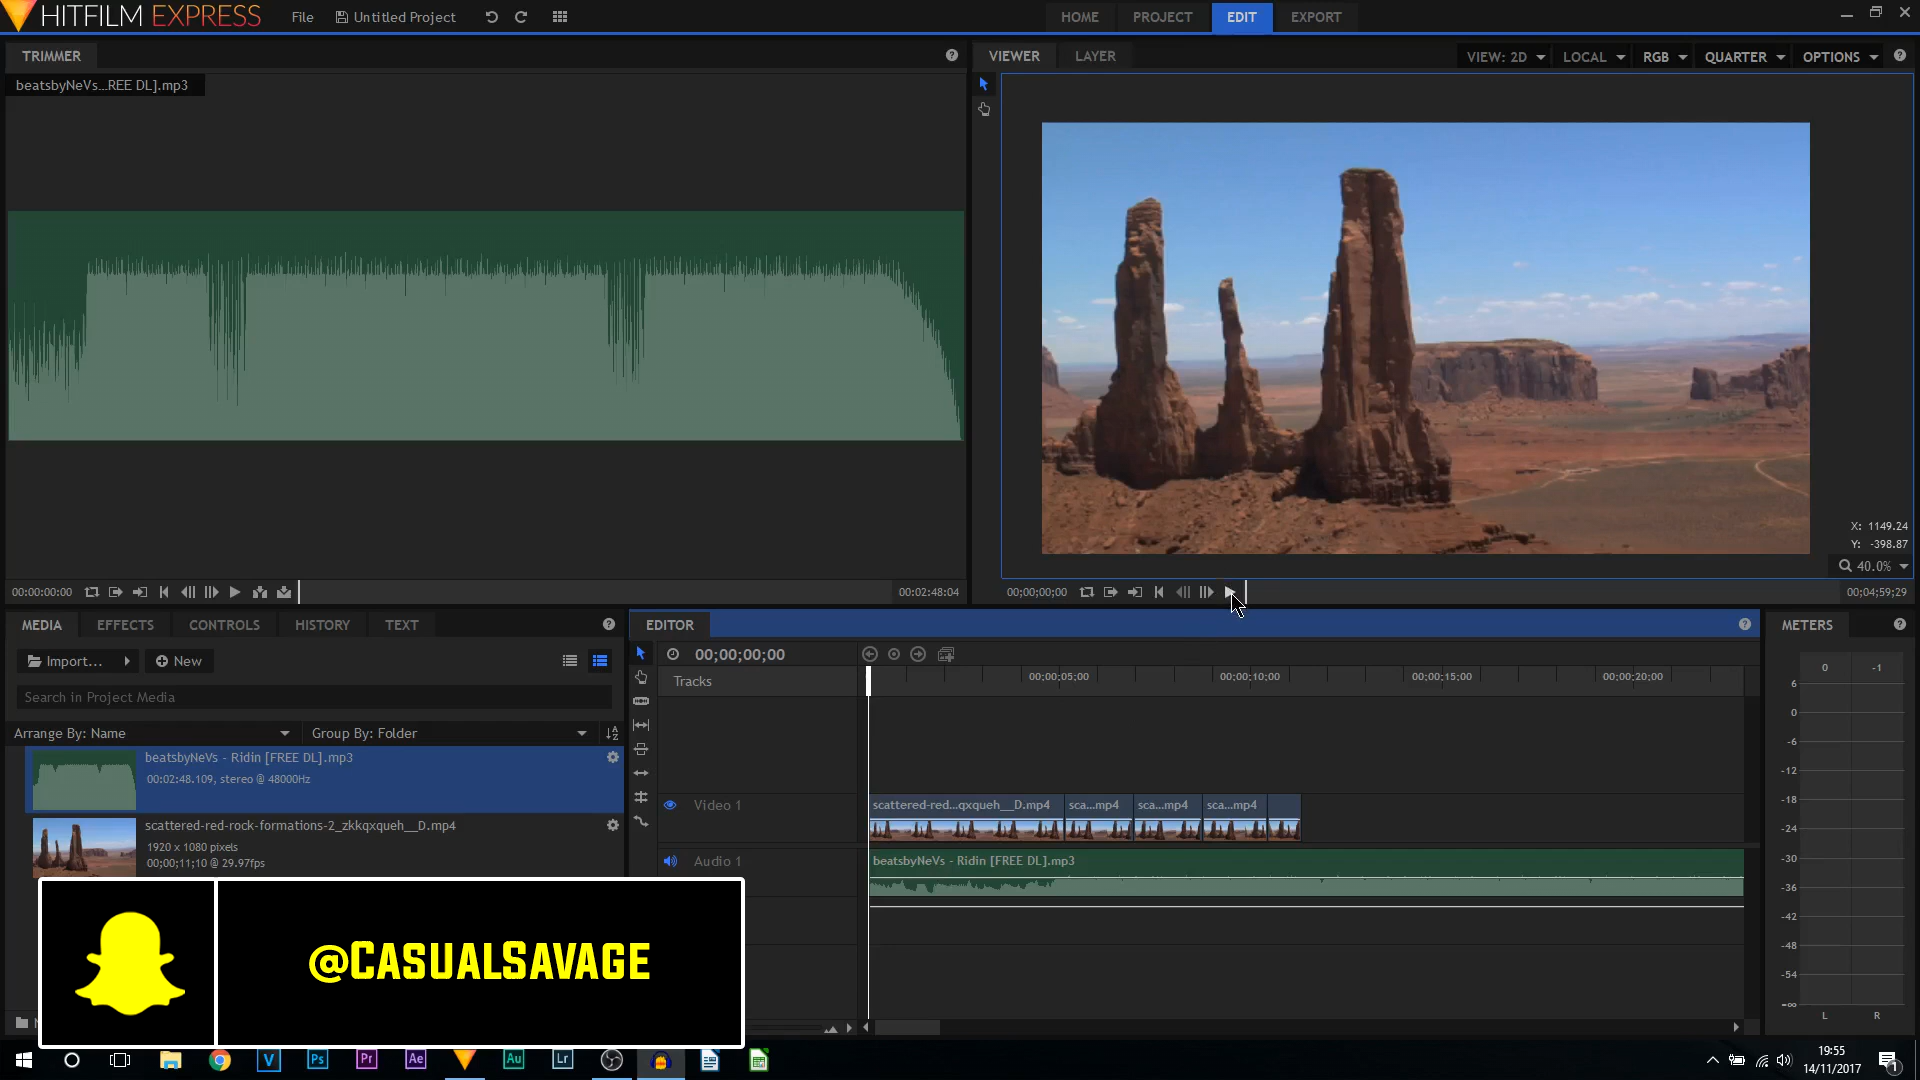 HITFILM EXPRESS
File
Untitled Project
HOME
PROJECT
EDIT
EXPORT
TRIMMER
beatsbyNeVs...REE DL].mp3
00:00:00:00
00:02:48:04
VIEWER
LAYER
VIEW: 2D
LOCAL
RGB
QUARTER
OPTIONS
X: 1149.24
Y: -398.87
40.0%
00;00;00;00
00;04;59;29
MEDIA
EFFECTS
CONTROLS
HISTORY
TEXT
Import...
New
Search in Project Media
Arrange By: Name
Group By: Folder
beatsbyNeVs - Ridin [FREE DL].mp3
00:02:48.109, stereo @ 48000Hz
scattered-red-rock-formations-2_zkkqxqueh__D.mp4
1920 x 1080 pixels
00;00;11;10 @ 29.97fps
@CASUALSAVAGE
EDITOR
00;00;00;00
Tracks
00;00;05;00
00;00;10;00
00;00;15;00
00;00;20;00
Video 1
scattered-red...qxqueh__D.mp4
sca...mp4
sca...mp4
sca...mp4
Audio 1
beatsbyNeVs - Ridin [FREE DL].mp3
METERS
0
-1
6
0
-6
-12
-18
-24
-30
-36
-42
-48
-54
-∞
L
R
V
Ps
Pr
Ae
Au
Lr
19:55
14/11/2017
1